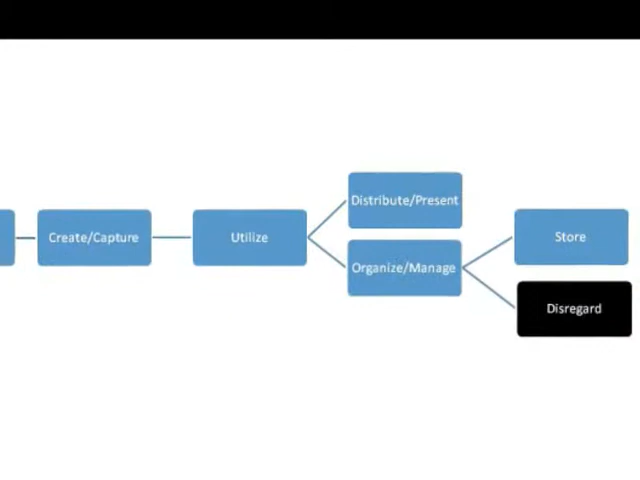 Create/Capture
Utilize
Distribute/Present
Organize/Manage
Store
Disregard